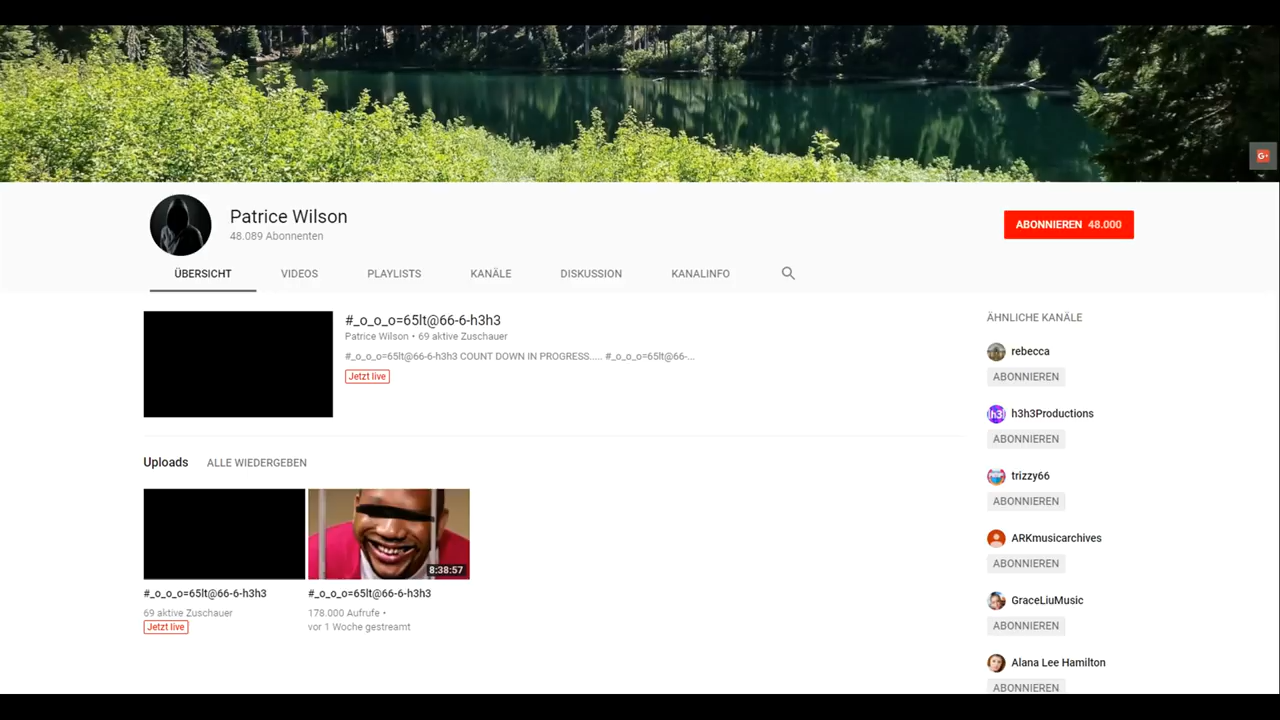 G+
Patrice Wilson
48.089 Abonnenten
ABONNIEREN 48.000
ÜBERSICHT VIDEOS PLAYLISTS KANÄLE DISKUSSION KANALINFO
#_o_o_o=65lt@66-6-h3h3
Patrice Wilson • 69 aktive Zuschauer
#_o_o_o=65lt@66-6-h3h3 COUNT DOWN IN PROGRESS..... #_o_o_o=65lt@66-...
Jetzt live
Uploads ALLE WIEDERGEBEN
8:38:57
#_o_o_o=65lt@66-6-h3h3
69 aktive Zuschauer
Jetzt live
#_o_o_o=65lt@66-6-h3h3
178.000 Aufrufe •
vor 1 Woche gestreamt
ÄHNLICHE KANÄLE
rebecca
ABONNIEREN
h3
h3h3Productions
ABONNIEREN
trizzy66
ABONNIEREN
ARKmusicarchives
ABONNIEREN
GraceLiuMusic
ABONNIEREN
Alana Lee Hamilton
ABONNIEREN